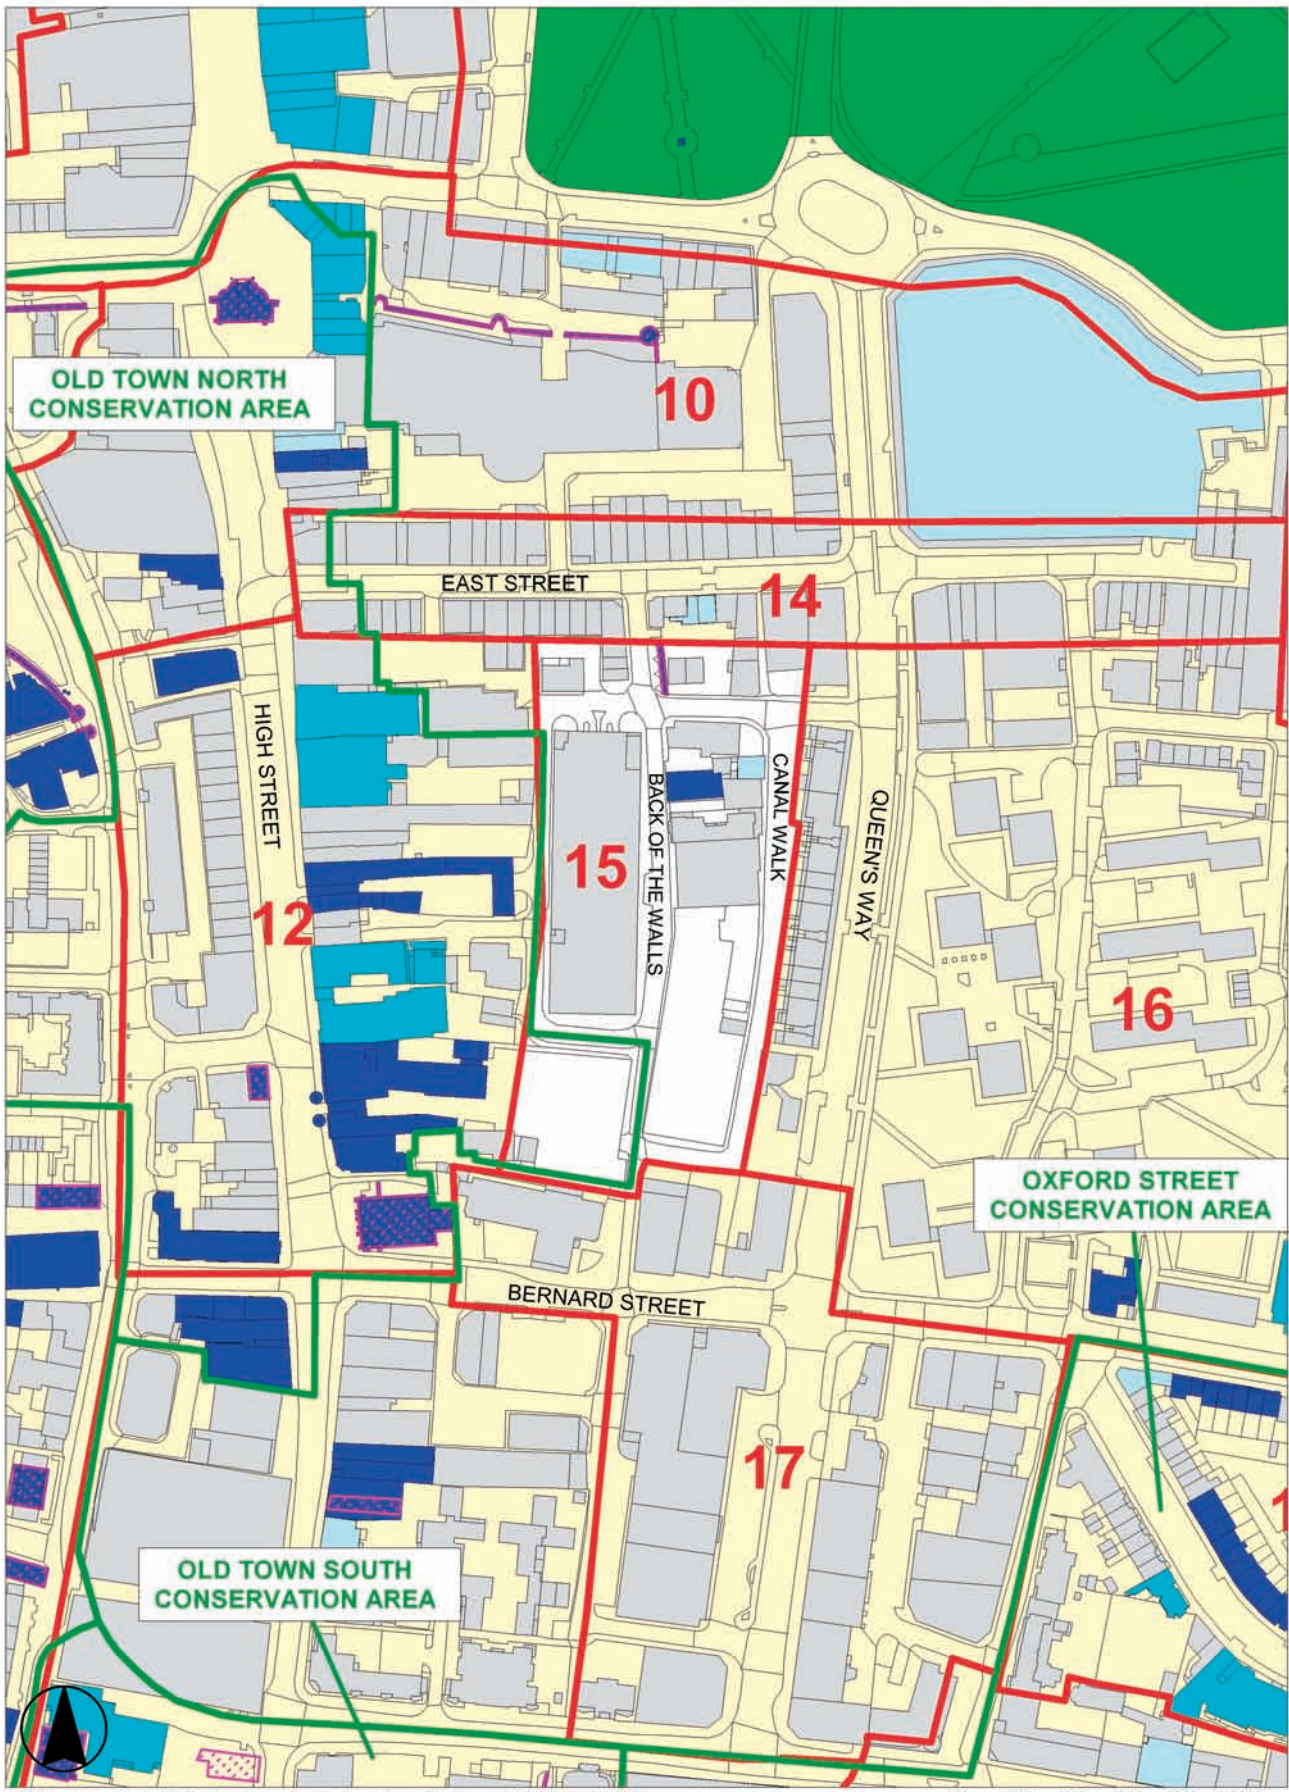 OLD TOWN NORTH
CONSERVATION AREA
10
EAST STREET
14
HIGH STREET
BACK OF THE WALLS
CANAL WALK
QUEEN'S WAY
15
12
16
OXFORD STREET
CONSERVATION AREA
BERNARD STREET
17
OLD TOWN SOUTH
CONSERVATION AREA